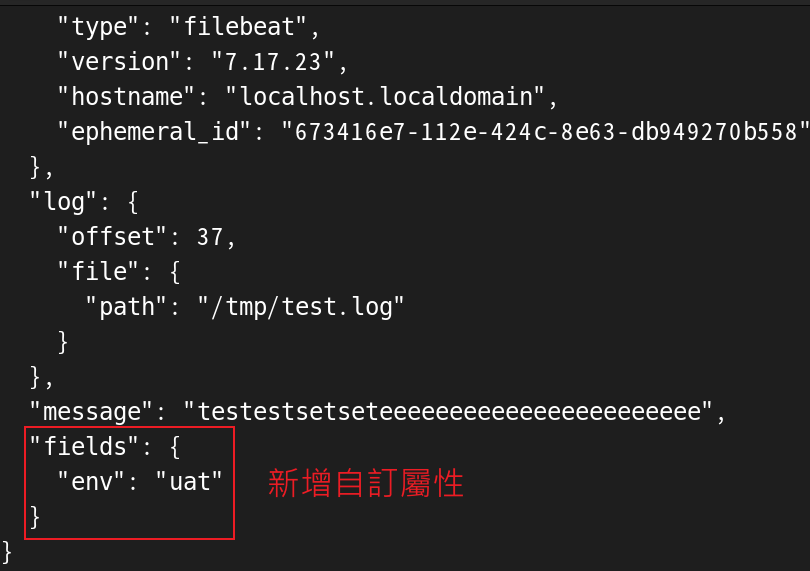 "type": "filebeat",
"version": "7.17.23",
"hostname": "localhost.localdomain",
"ephemeral_id": "673416e7-112e-424c-8e63-db949270b558"
},
"log": {
"offset": 37,
"file": {
"path": "/tmp/test.log"
}
},
"message": "testestsetseteeeeeeeeeeeeeeeeeeeeeee",
"fields": {
"env": "uat"
}
新增自訂屬性
}